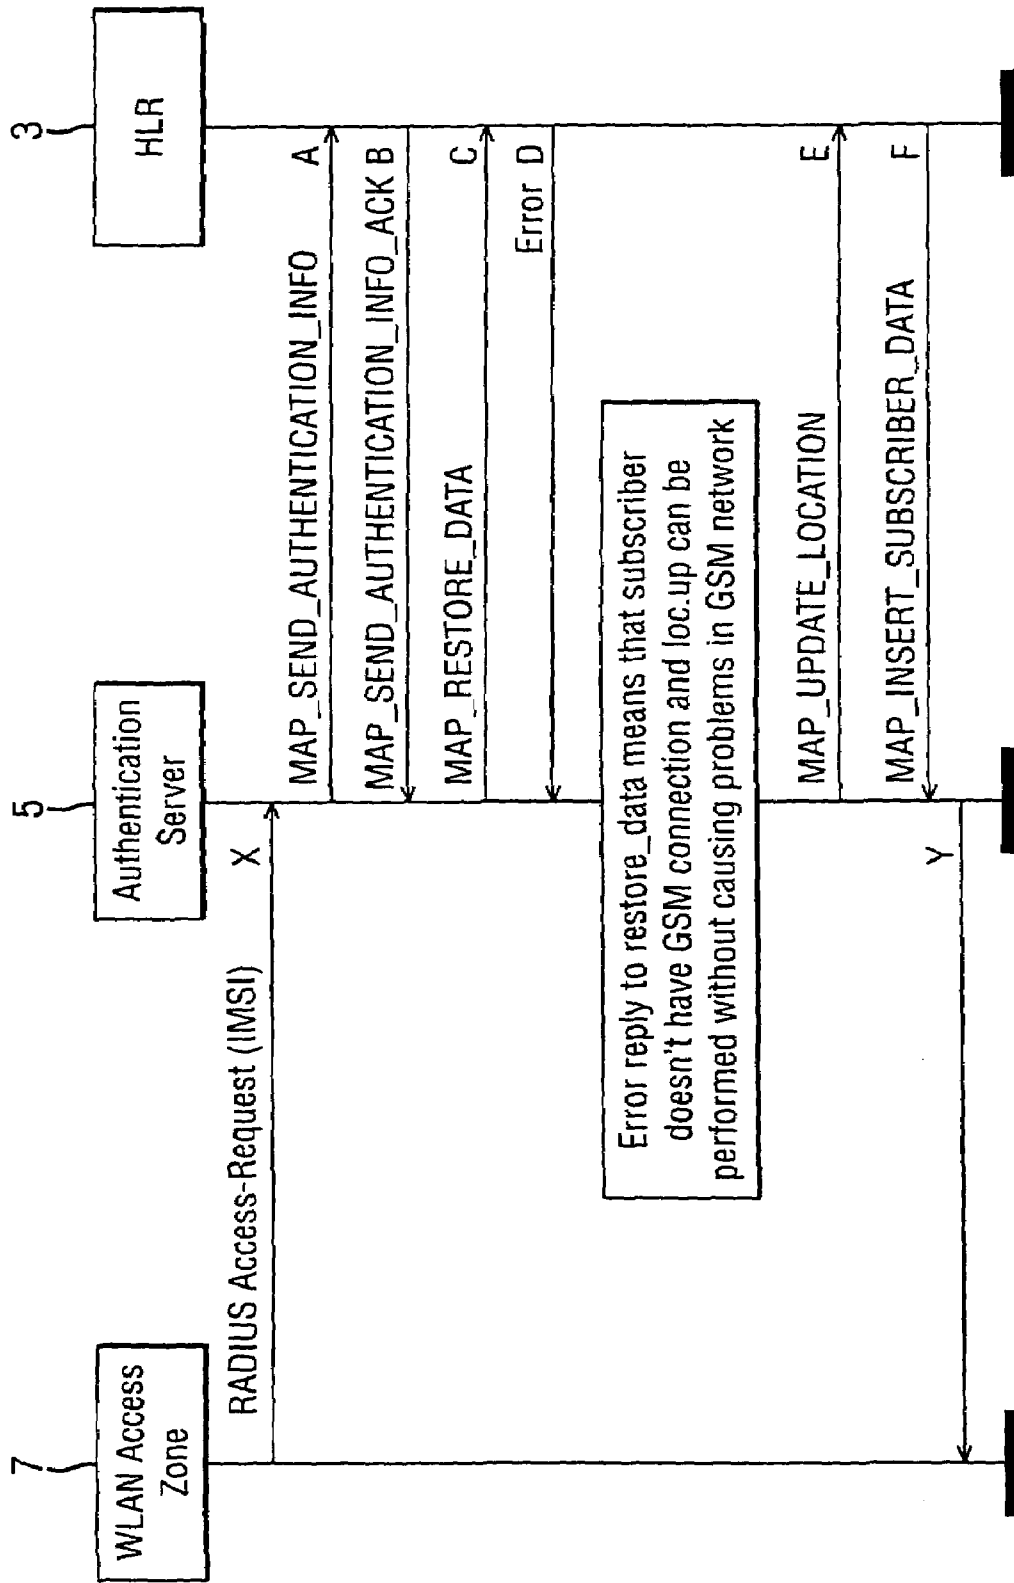 7
5
3
WLAN Access
Zone
Authentication
Server
HLR
RADIUS Access-Request (IMSI)
X
MAP_SEND_AUTHENTICATION_INFO
A
MAP_SEND_AUTHENTICATION_INFO_ACK B
MAP_RESTORE_DATA
C
Error D
Error reply to restore_data means that subscriber
doesn't have GSM connection and loc.up can be
performed without causing problems in GSM network
MAP_UPDATE_LOCATION
E
MAP_INSERT_SUBSCRIBER_DATA
F
Y